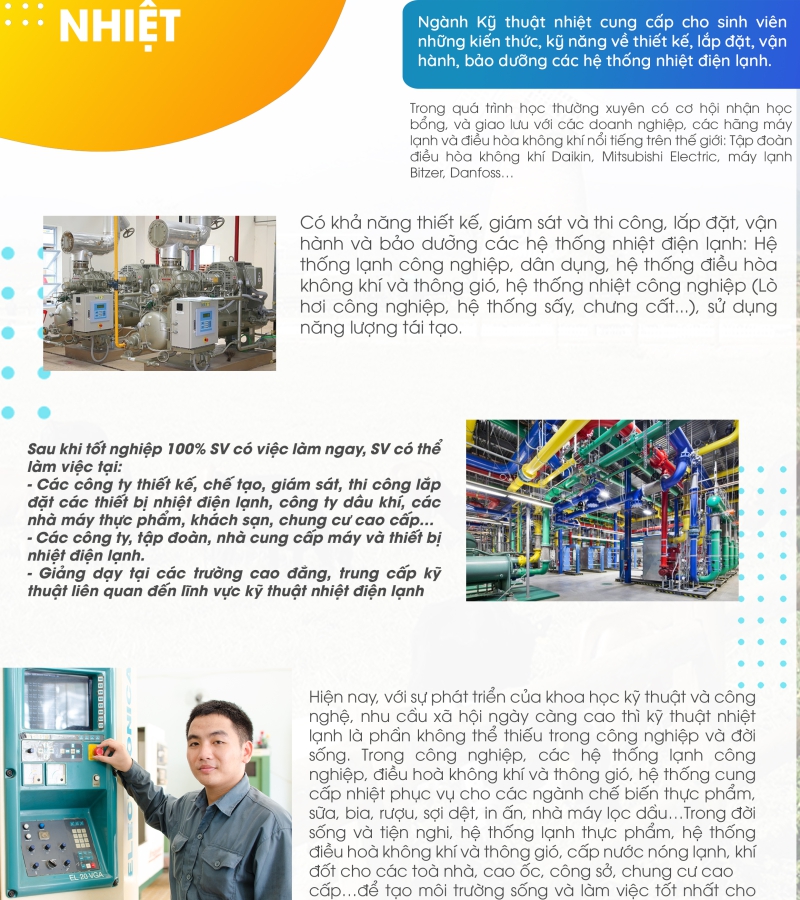 NHIỆT
Ngành Kỹ thuật nhiệt cung cấp cho sinh viên
những kiến thức, kỹ năng về thiết kế, lắp đặt, vận
hành, bảo dưỡng các hệ thống nhiệt điện lạnh.
Trong quá trình học thường xuyên có cơ hội nhận học
bổng, và giao lưu với các doanh nghiệp, các hãng máy
lạnh và điều hòa không khí nổi tiếng trên thế giới: Tập đoàn
điều hòa không khí Daikin, Mitsubishi Electric, máy lạnh
Bitzer, Danfoss...
Có khả năng thiết kế, giám sát và thi công, lắp đặt, vận
hành và bảo dưởng các hệ thống nhiệt điện lạnh: Hệ
thống lạnh công nghiệp, dân dụng, hệ thống điều hòa
không khí và thông gió, hệ thống nhiệt công nghiệp (Lò
hơi công nghiệp, hệ thống sấy, chưng cất...), sử dụng
năng lượng tái tạo.
Sau khi tốt nghiệp 100% SV có việc làm ngay, SV có thể
làm việc tại:
- Các công ty thiết kế, chế tạo, giám sát, thi công lắp
đặt các thiết bị nhiệt điện lạnh, công ty dầu khí, các
nhà máy thực phẩm, khách sạn, chung cư cao cấp...
- Các công ty, tập đoàn, nhà cung cấp máy và thiết bị
nhiệt điện lạnh.
- Giảng dạy tại các trường cao đẳng, trung cấp kỹ
thuật liên quan đến lĩnh vực kỹ thuật nhiệt điện lạnh
Hiện nay, với sự phát triển của khoa học kỹ thuật và công
nghệ, nhu cầu xã hội ngày càng cao thì kỹ thuật nhiệt
lạnh là phần không thể thiếu trong công nghiệp và đời
sống. Trong công nghiệp, các hệ thống lạnh công
nghiệp, điều hoà không khí và thông gió, hệ thống cung
cấp nhiệt phục vụ cho các ngành chế biến thực phẩm,
sữa, bia, rượu, sợi dệt, in ấn, nhà máy lọc dầu...Trong đời
sống và tiện nghi, hệ thống lạnh thực phẩm, hệ thống
điều hoà không khí và thông gió, cấp nước nóng lạnh, khí
đốt cho các toà nhà, cao ốc, công sở, chung cư cao
cấp...để tạo môi trường sống và làm việc tốt nhất cho
EL 20 VGA